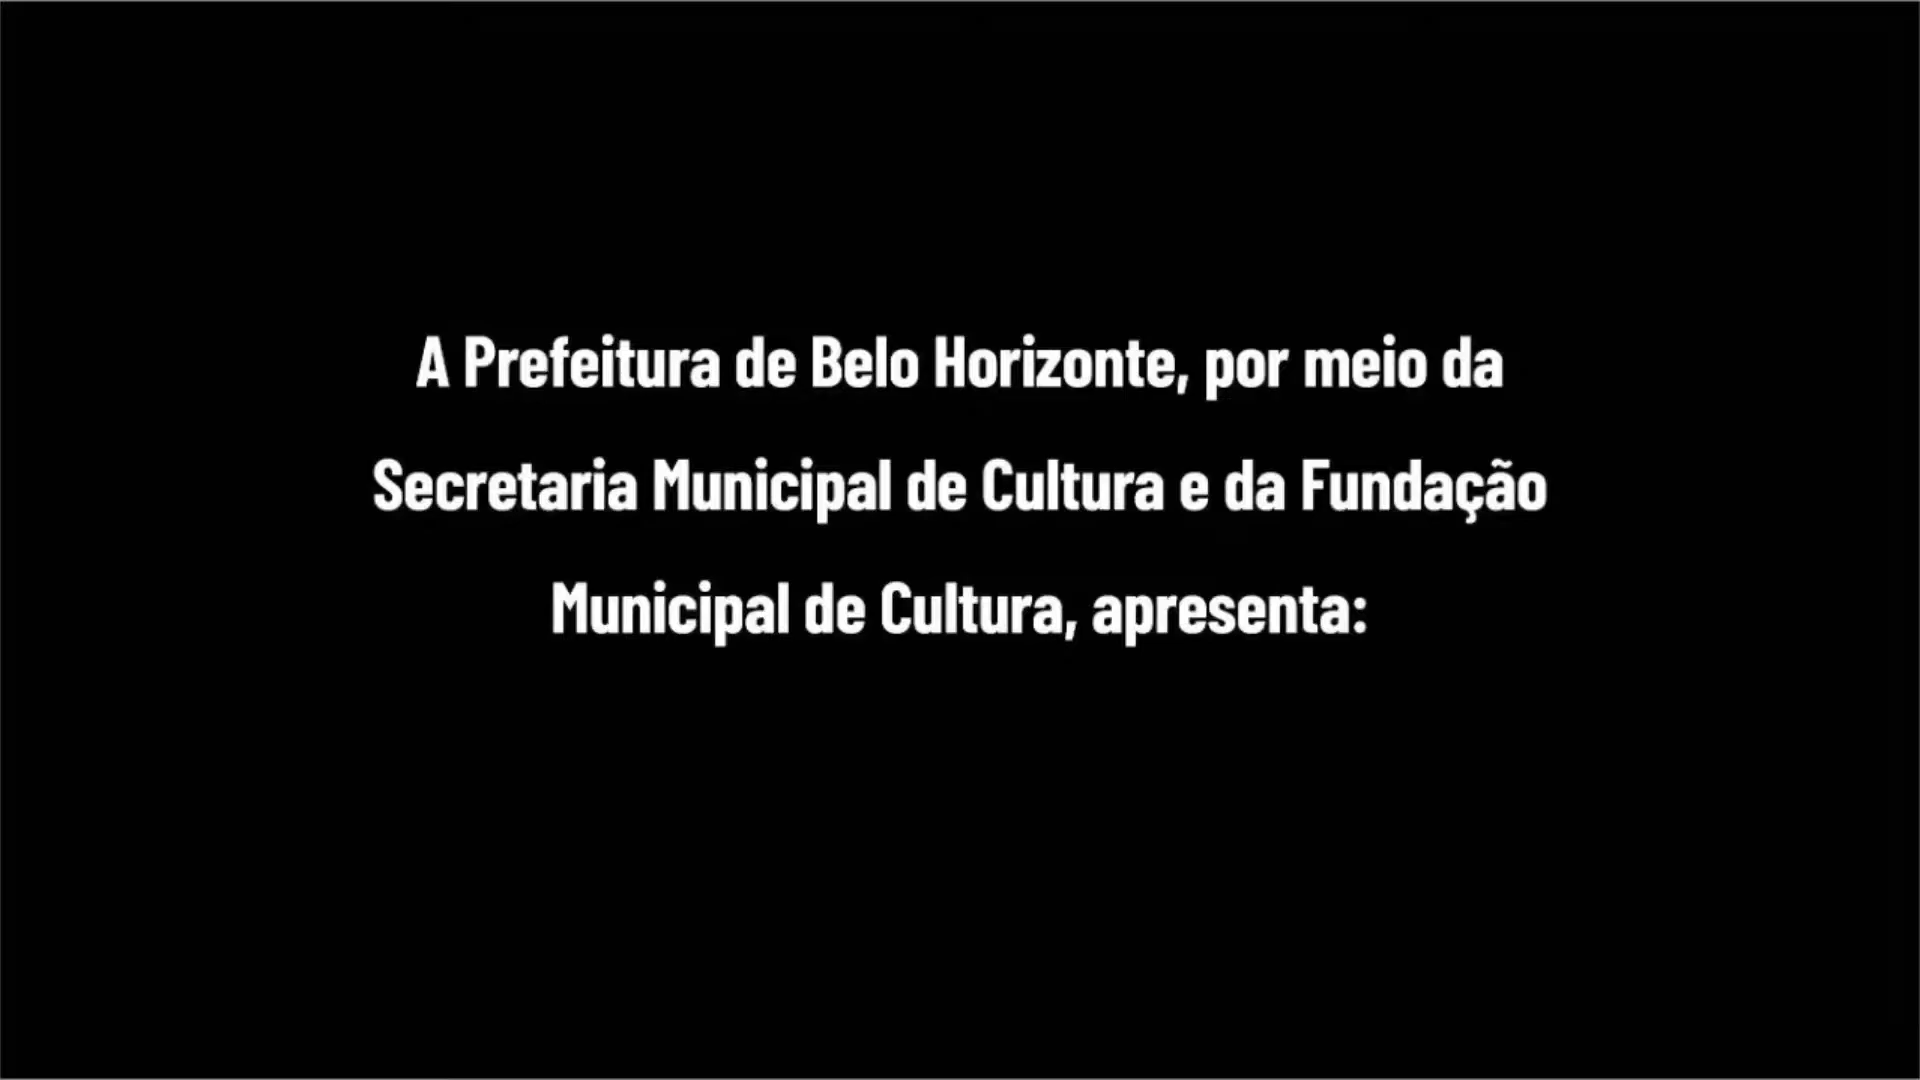 A Prefeitura de Belo Horizonte, por meio da
Secretaria Municipal de Cultura e da Fundação
Municipal de Cultura, apresenta: